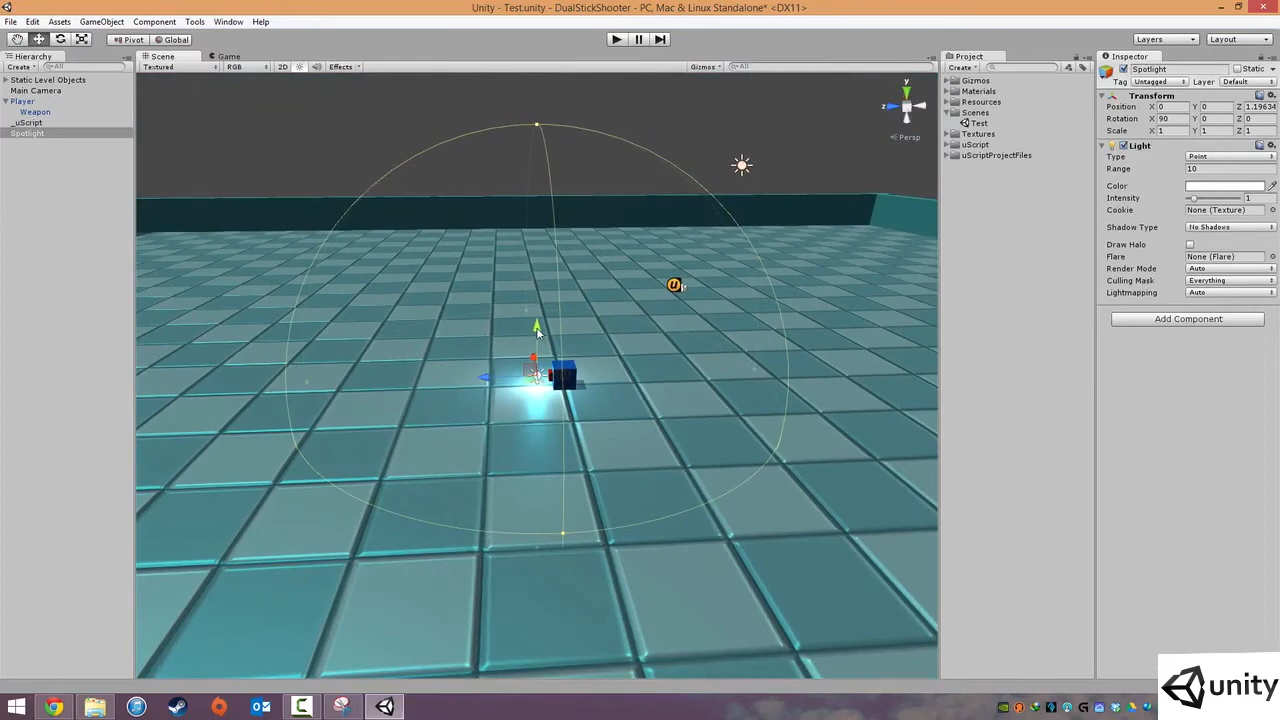 Unity - Test.unity - DualStickShooter - PC, Mac & Linux Standalone* <DX11>
File Edit Assets GameObject Component Tools Window Help
Pivot Global Layers Layout
Hierarchy
Create All
Static Level Objects
Main Camera
Player
Weapon
_uScript
Spotlight
Scene Game
Textured RGB 2D Effects Gizmos All
y
z
Persp
Project
Create
Gizmos
Materials
Resources
Scenes
Test
Textures
uScript
uScriptProjectFiles
Inspector
Spotlight Static
Tag Untagged Layer Default
Transform
Position X 0 Y 0 Z 1.19634
Rotation X 90 Y 0 Z 0
Scale X 1 Y 1 Z 1
Light
Type Point
Range 10
Color
Intensity 1
Cookie None (Texture)
Shadow Type No Shadows
Draw Halo
Flare None (Flare)
Render Mode Auto
Culling Mask Everything
Lightmapping Auto
Add Component
unity